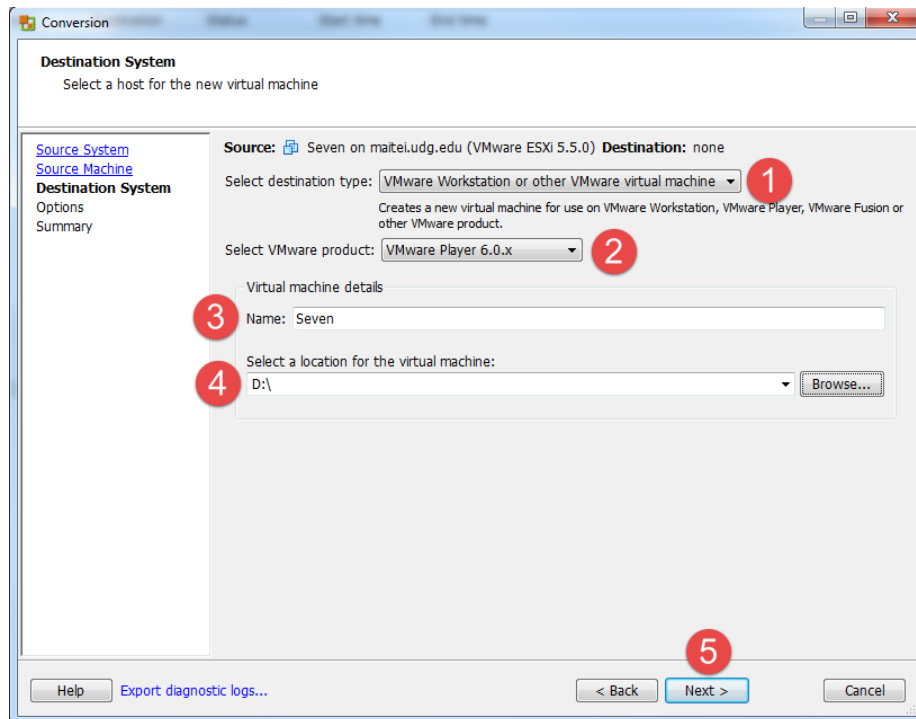 Conversion
Destination System
Select a host for the new virtual machine
Source System
Source Machine
Destination System
Options
Summary
Source: Seven on maitei.udg.edu (VMware ESXi 5.5.0) Destination: none
Select destination type: VMware Workstation or other VMware virtual machine 1
Creates a new virtual machine for use on VMware Workstation, VMware Player, VMware Fusion or
other VMware product.
Select VMware product: VMware Player 6.0.x 2
Virtual machine details
3 Name: Seven
Select a location for the virtual machine:
4 D:\ Browse...
5
Help Export diagnostic logs... < Back Next > Cancel